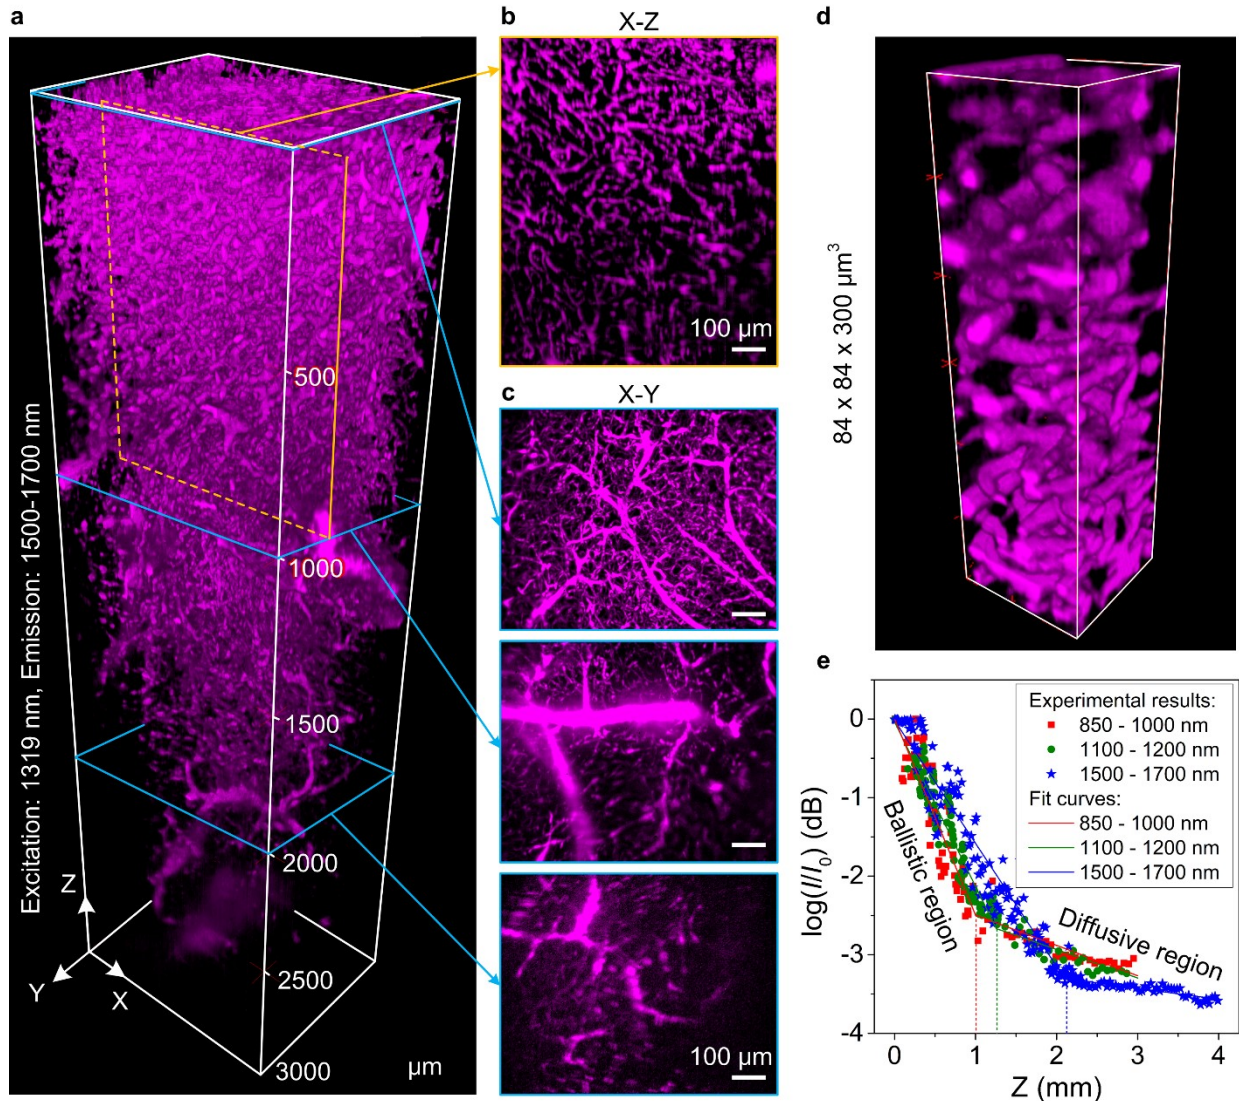 a
Excitation: 1319 nm, Emission: 1500-1700 nm
500
1000
1500
2000
2500
3000
µm
Z
Y
X
b
X-Z
100 µm
c
X-Y
100 µm
d
84 x 84 x 300 µm³
e
log(I/I₀) (dB)
0
-1
-2
-3
-4
Experimental results:
850 - 1000 nm
1100 - 1200 nm
1500 - 1700 nm
Fit curves:
850 - 1000 nm
1100 - 1200 nm
1500 - 1700 nm
Ballistic region
Diffusive region
0 1 2 3 4
Z (mm)